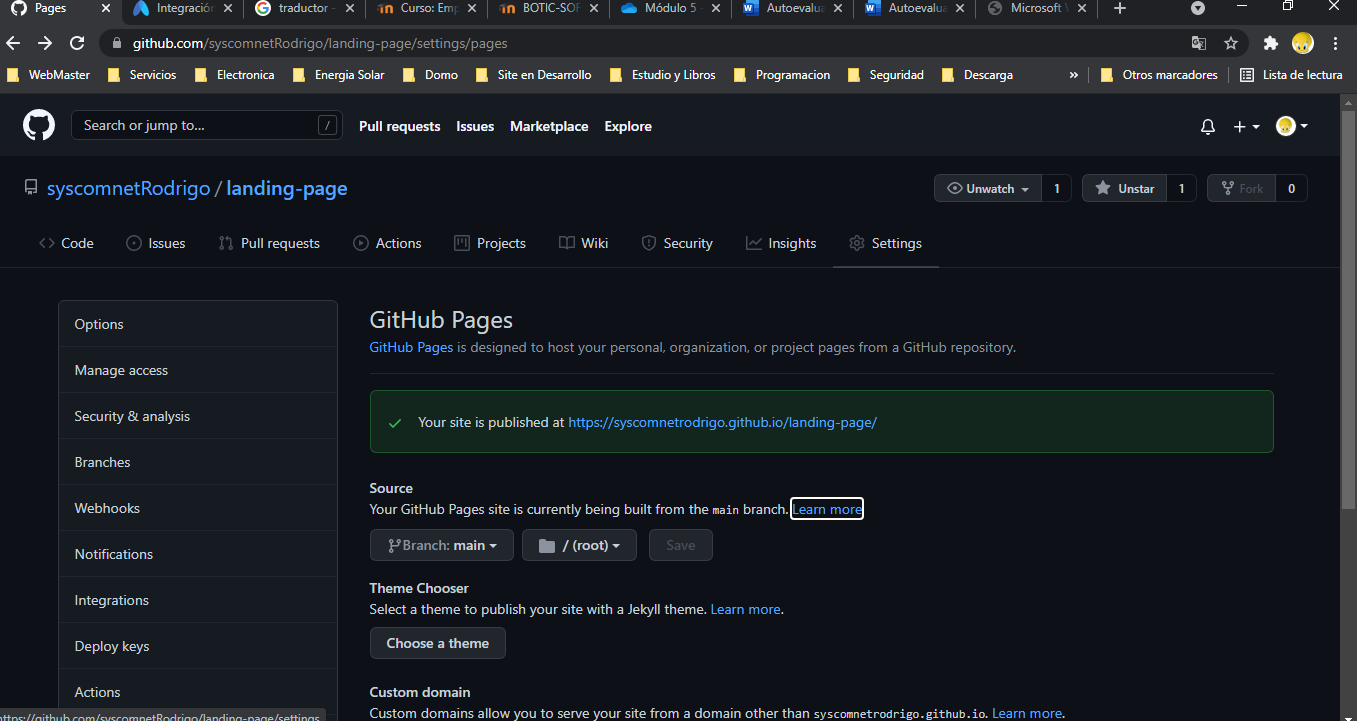 Pages Integración traductor - Curso: Emp BOTIC-SOF Módulo 5 - Autoevalua Autoevalua Microsoft
github.com/syscomnetRodrigo/landing-page/settings/pages
WebMaster Servicios Electronica Energia Solar Domo Site en Desarrollo Estudio y Libros Programacion Seguridad Descarga » Otros marcadores Lista de lectura
Search or jump to... / Pull requests Issues Marketplace Explore
syscomnetRodrigo / landing-page Unwatch 1 Unstar 1 Fork 0
Code Issues Pull requests Actions Projects Wiki Security Insights Settings
Options
Manage access
Security & analysis
Branches
Webhooks
Notifications
Integrations
Deploy keys
Actions
GitHub Pages
GitHub Pages is designed to host your personal, organization, or project pages from a GitHub repository.
Your site is published at https://syscomnetrodrigo.github.io/landing-page/
Source
Your GitHub Pages site is currently being built from the main branch. Learn more
Branch: main / (root) Save
Theme Chooser
Select a theme to publish your site with a Jekyll theme. Learn more.
Choose a theme
Custom domain
Custom domains allow you to serve your site from a domain other than syscomnetrodrigo.github.io. Learn more.
https://github.com/syscomnetRodrigo/landing-page/settings